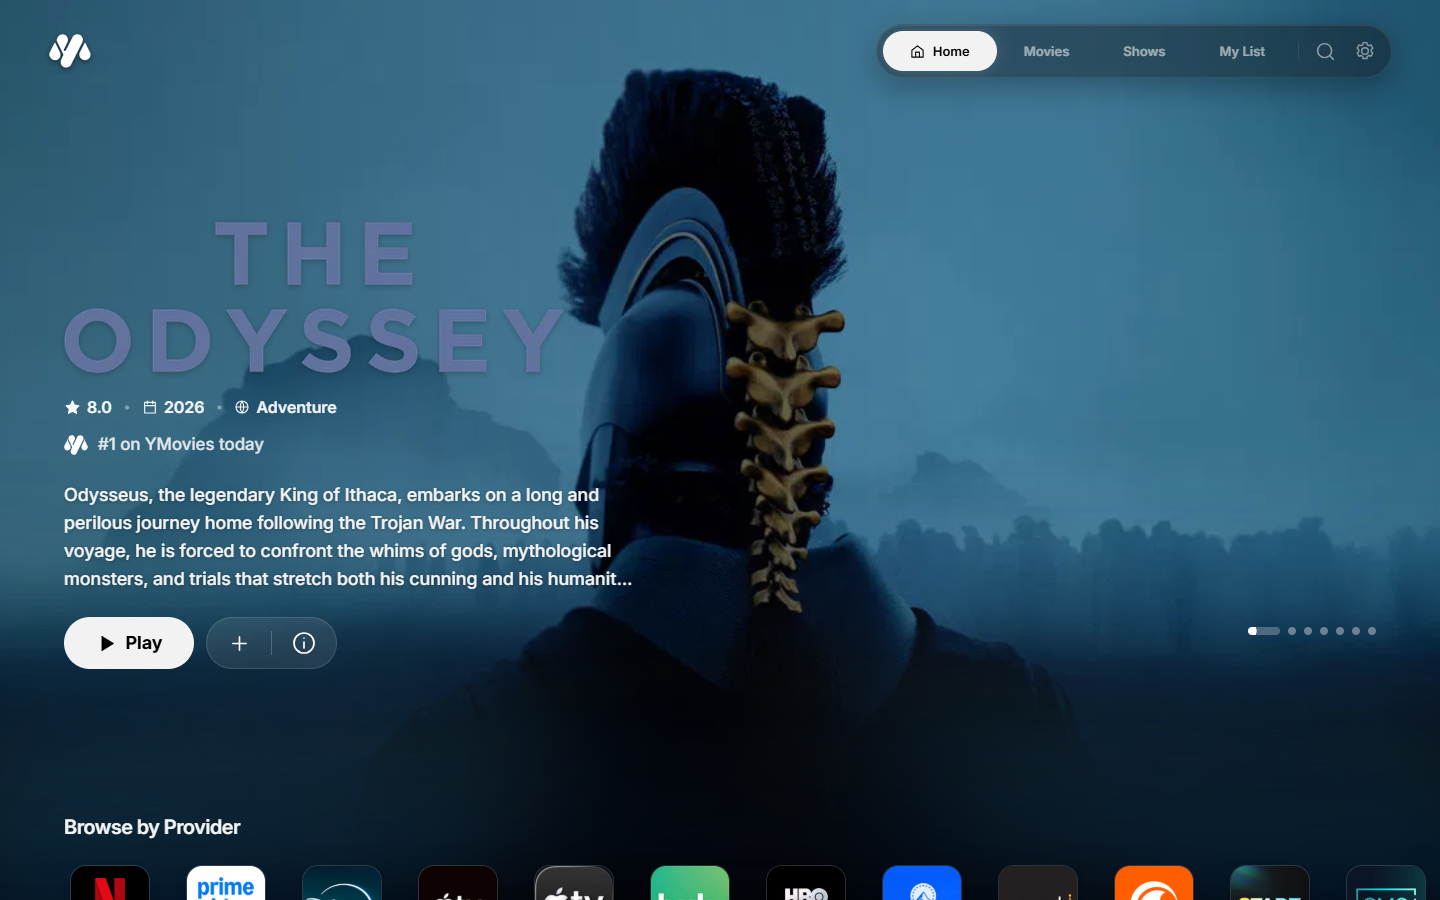 Home
Movies
Shows
My List
THE
ODYSSEY
8.0 • 2026 • Adventure
#1 on YMovies today
Odysseus, the legendary King of Ithaca, embarks on a long and
perilous journey home following the Trojan War. Throughout his
voyage, he is forced to confront the whims of gods, mythological
monsters, and trials that stretch both his cunning and his humanit...
Play
Browse by Provider
N
prime
HBO